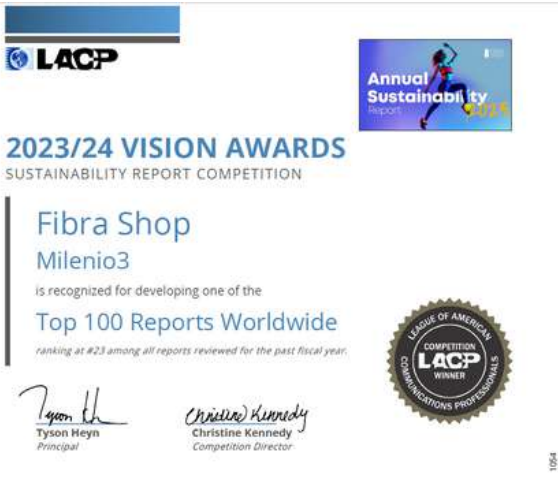 LACP
Annual
Sustainability
Report
2023/24 VISION AWARDS
SUSTAINABILITY REPORT COMPETITION
Fibra Shop
Milenio3
is recognized for developing one of the
Top 100 Reports Worldwide
ranking at #23 among all reports reviewed for the past fiscal year.
LEAGUE OF AMERICAN
COMMUNICATIONS PROFESSIONALS
COMPETITION
LACP
WINNER
Tyson Heyn
Principal
Christine Kennedy
Christine Kennedy
Competition Director
1054